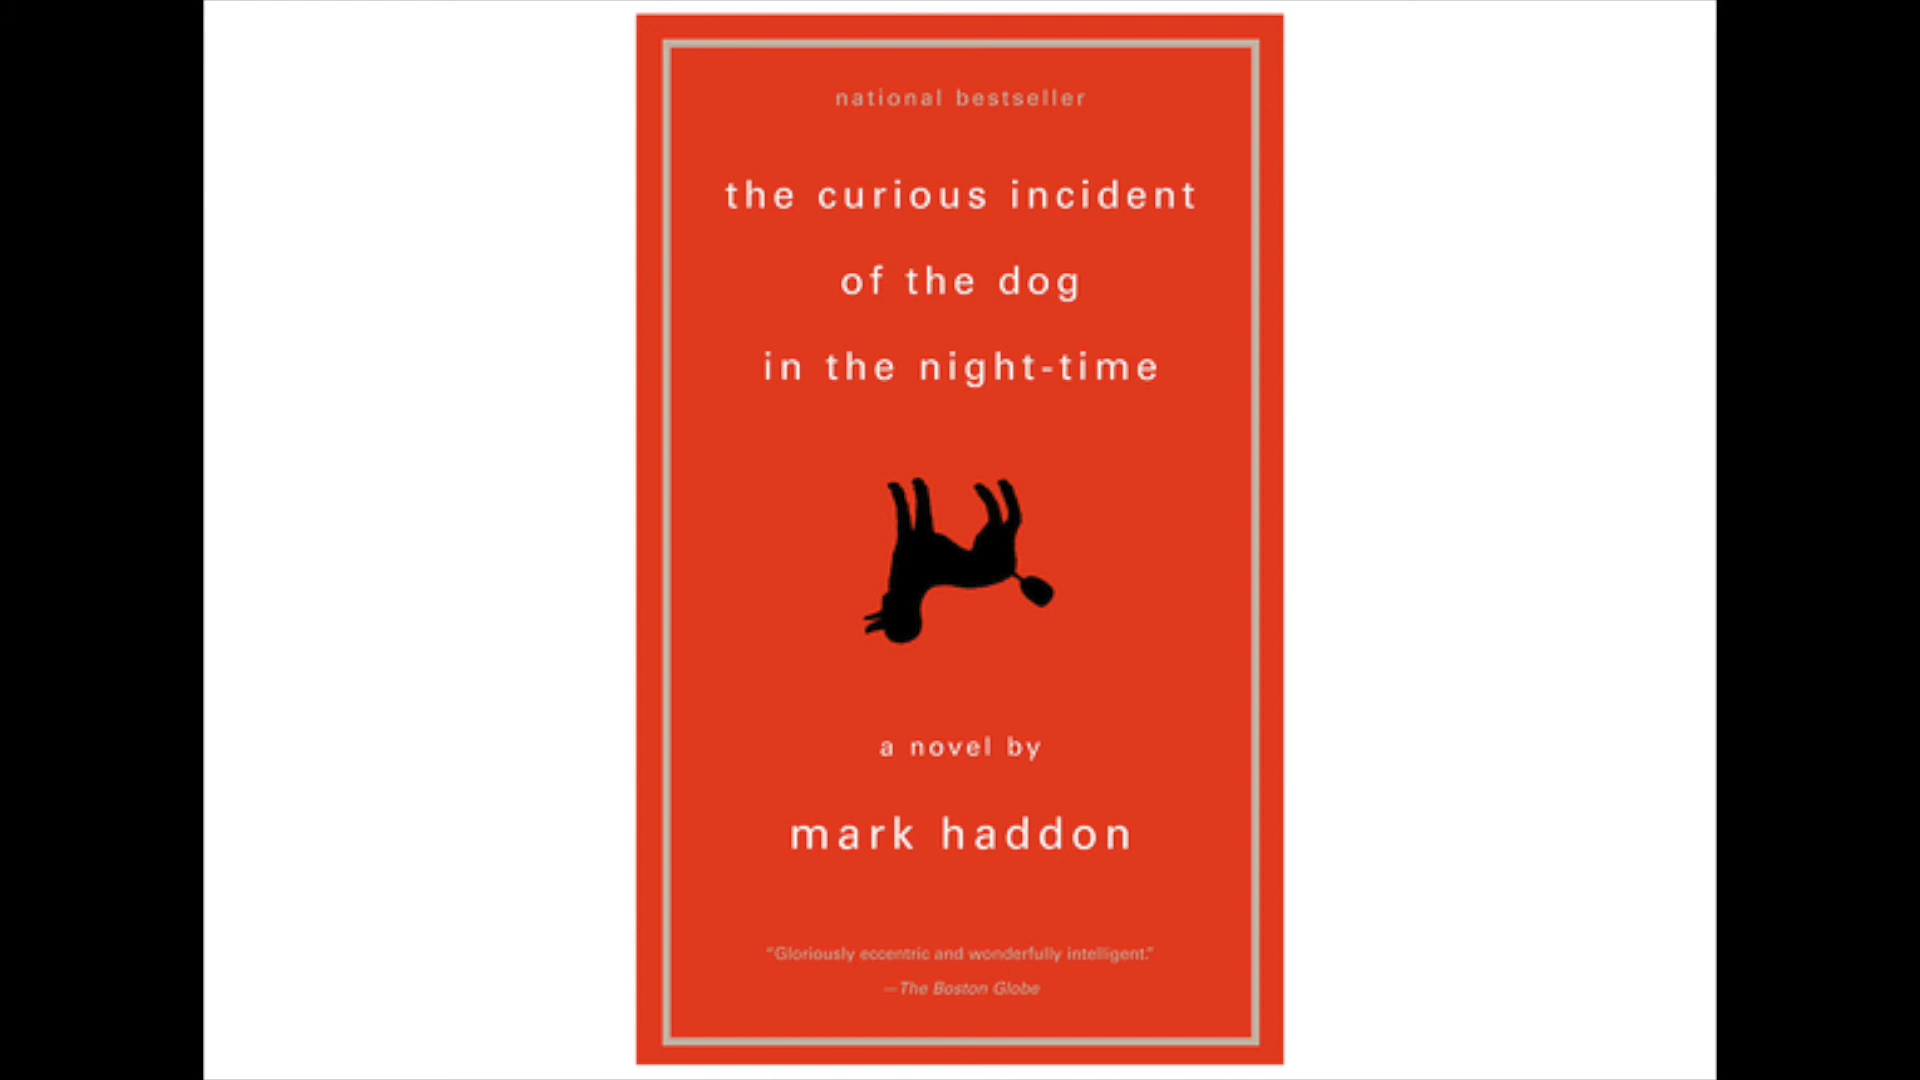 national bestseller
the curious incident
of the dog
in the night-time
a novel by
mark haddon
“Gloriously eccentric and wonderfully intelligent.”
—The Boston Globe